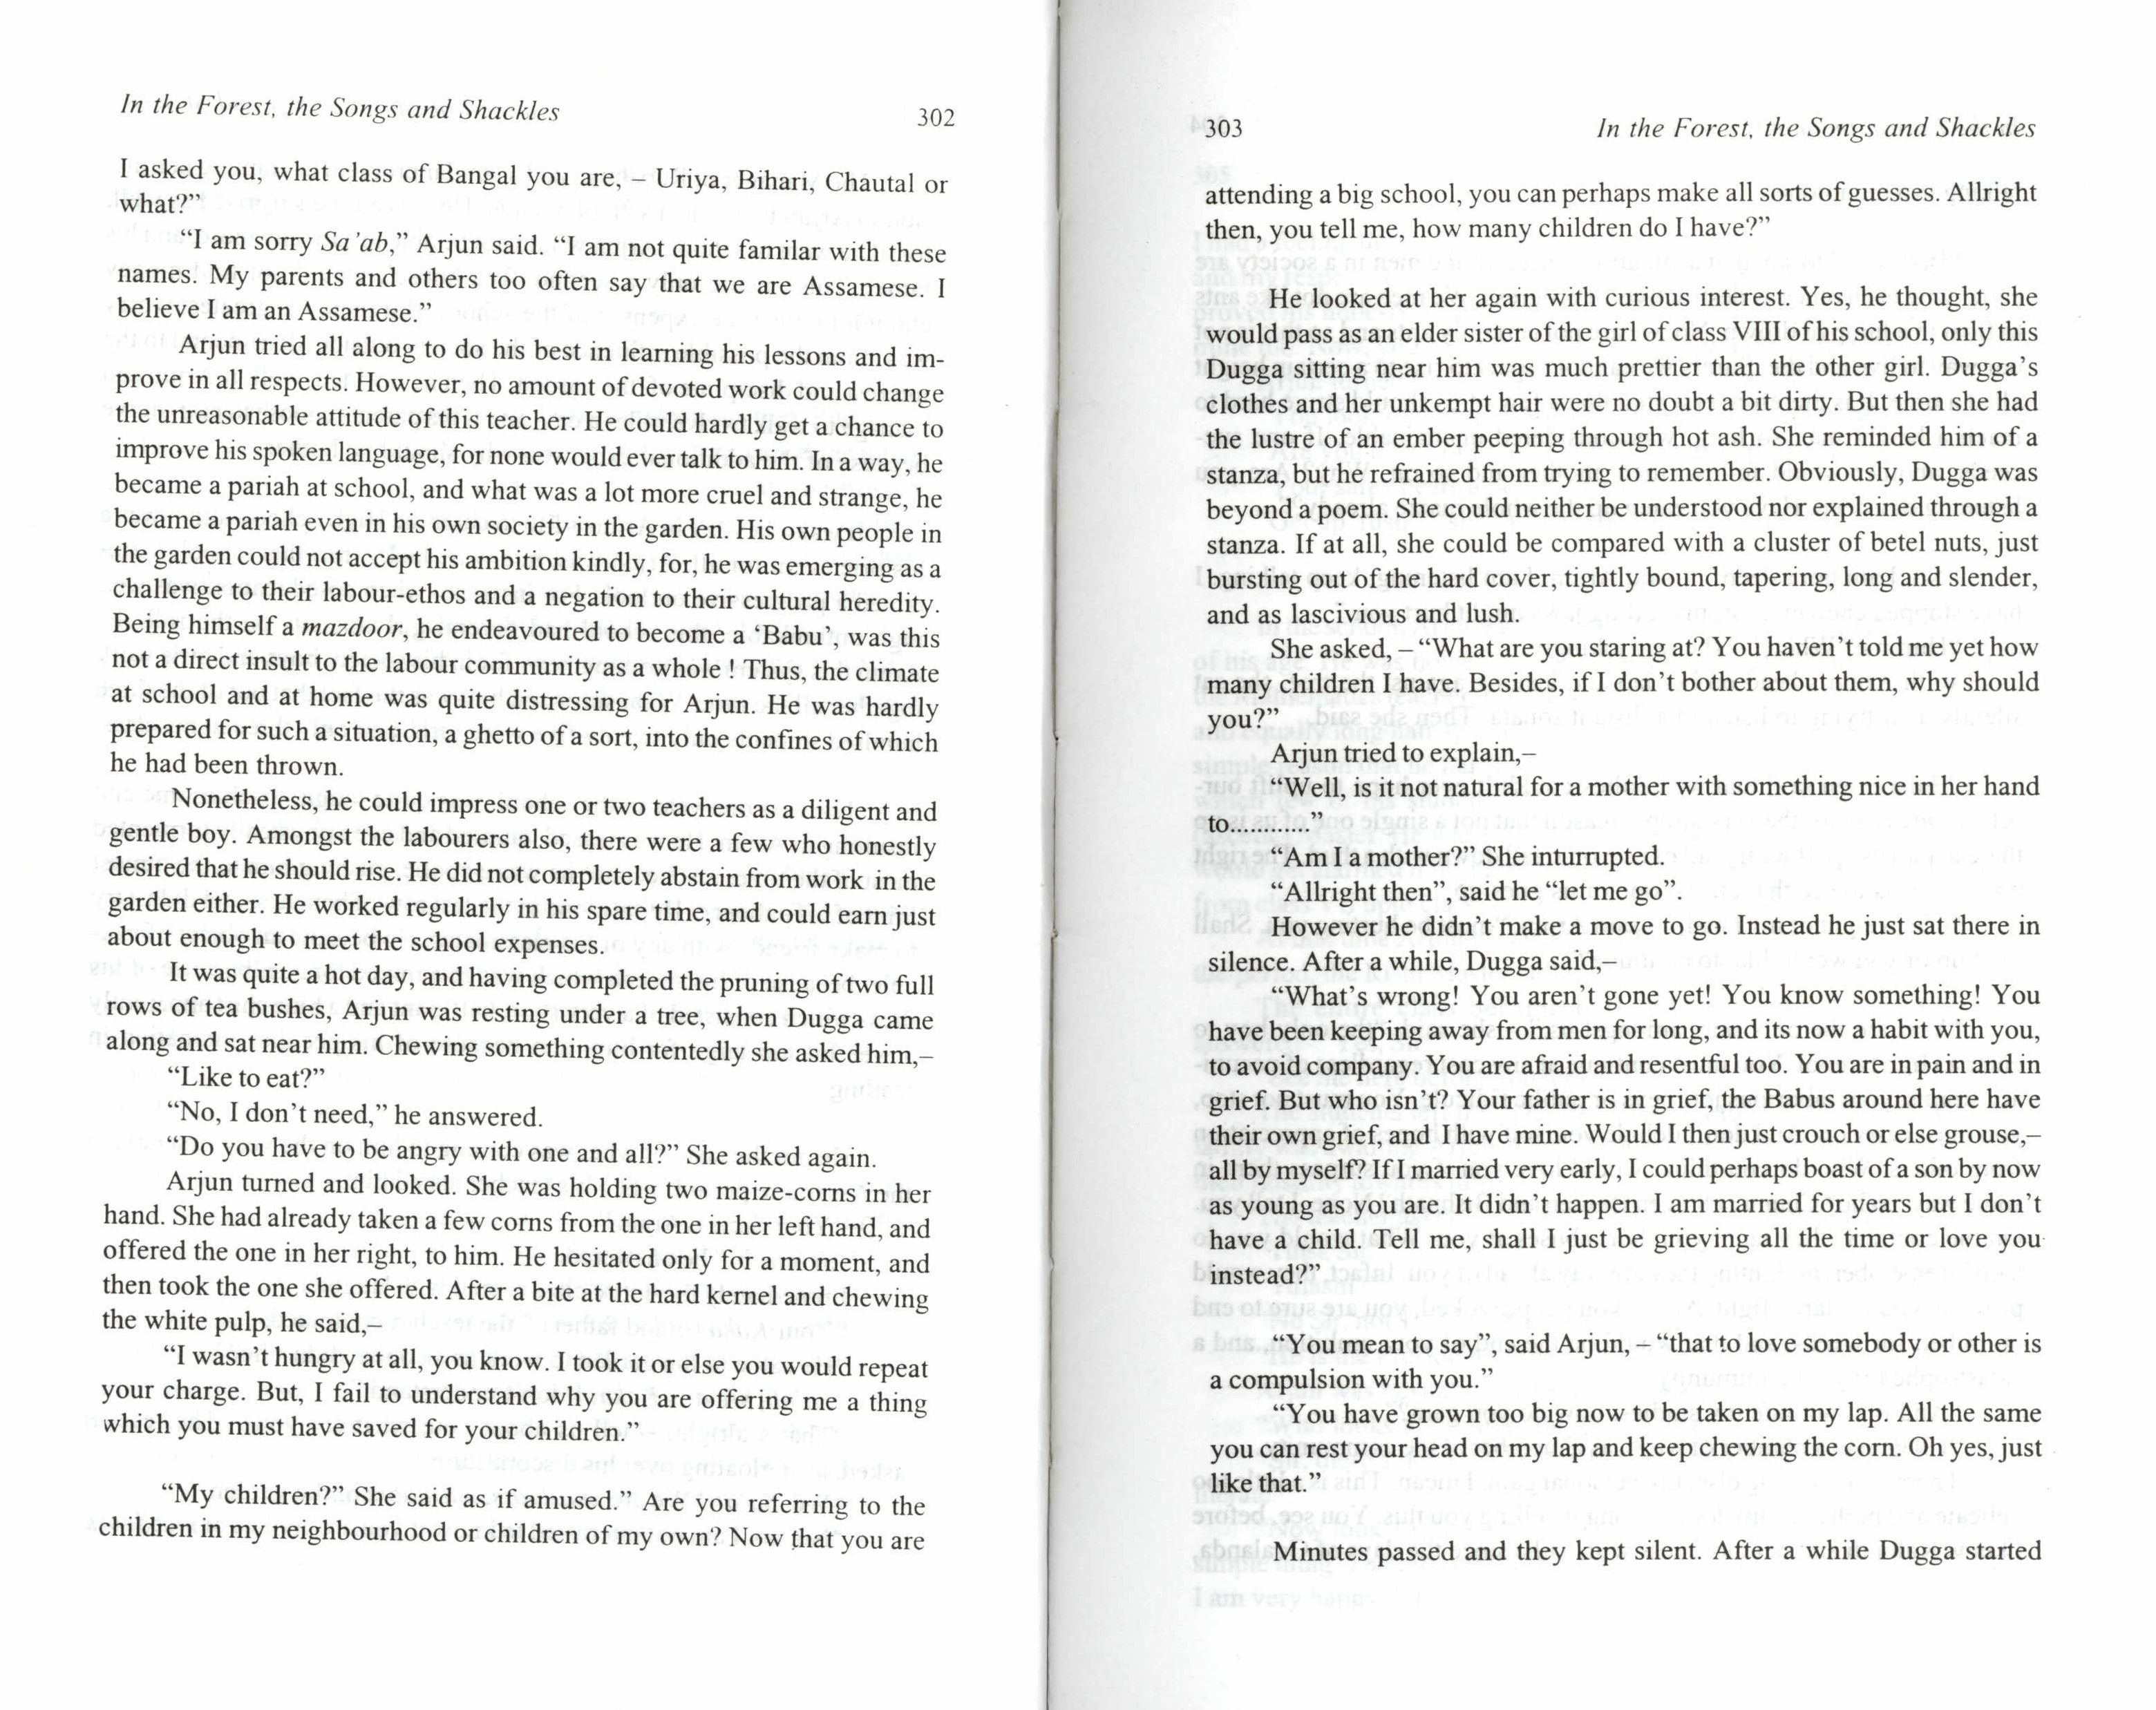 In the Forest, the Songs and Shackles 302
I asked you, what class of Bangal you are, – Uriya, Bihari, Chautal or
what?”
“I am sorry Sa’ab,” Arjun said. “I am not quite familar with these
names. My parents and others too often say that we are Assamese. I
believe I am an Assamese.”
Arjun tried all along to do his best in learning his lessons and im-
prove in all respects. However, no amount of devoted work could change
the unreasonable attitude of this teacher. He could hardly get a chance to
improve his spoken language, for none would ever talk to him. In a way, he
became a pariah at school, and what was a lot more cruel and strange, he
became a pariah even in his own society in the garden. His own people in
the garden could not accept his ambition kindly, for, he was emerging as a
challenge to their labour-ethos and a negation to their cultural heredity.
Being himself a mazdoor, he endeavoured to become a ‘Babu’, was this
not a direct insult to the labour community as a whole ! Thus, the climate
at school and at home was quite distressing for Arjun. He was hardly
prepared for such a situation, a ghetto of a sort, into the confines of which
he had been thrown.
Nonetheless, he could impress one or two teachers as a diligent and
gentle boy. Amongst the labourers also, there were a few who honestly
desired that he should rise. He did not completely abstain from work in the
garden either. He worked regularly in his spare time, and could earn just
about enough to meet the school expenses.
It was quite a hot day, and having completed the pruning of two full
rows of tea bushes, Arjun was resting under a tree, when Dugga came
along and sat near him. Chewing something contentedly she asked him,–
“Like to eat?”
“No, I don’t need,” he answered.
“Do you have to be angry with one and all?” She asked again.
Arjun turned and looked. She was holding two maize-corns in her
hand. She had already taken a few corns from the one in her left hand, and
offered the one in her right, to him. He hesitated only for a moment, and
then took the one she offered. After a bite at the hard kernel and chewing
the white pulp, he said,–
“I wasn’t hungry at all, you know. I took it or else you would repeat
your charge. But, I fail to understand why you are offering me a thing
which you must have saved for your children.”
“My children?” She said as if amused.” Are you referring to the
children in my neighbourhood or children of my own? Now that you are
303 In the Forest, the Songs and Shackles
attending a big school, you can perhaps make all sorts of guesses. Allright
then, you tell me, how many children do I have?”
He looked at her again with curious interest. Yes, he thought, she
would pass as an elder sister of the girl of class VIII of his school, only this
Dugga sitting near him was much prettier than the other girl. Dugga’s
clothes and her unkempt hair were no doubt a bit dirty. But then she had
the lustre of an ember peeping through hot ash. She reminded him of a
stanza, but he refrained from trying to remember. Obviously, Dugga was
beyond a poem. She could neither be understood nor explained through a
stanza. If at all, she could be compared with a cluster of betel nuts, just
bursting out of the hard cover, tightly bound, tapering, long and slender,
and as lascivious and lush.
She asked, – “What are you staring at? You haven’t told me yet how
many children I have. Besides, if I don’t bother about them, why should
you?”
Arjun tried to explain,–
“Well, is it not natural for a mother with something nice in her hand
to............”
“Am I a mother?” She inturrupted.
“Allright then”, said he “let me go”.
However he didn’t make a move to go. Instead he just sat there in
silence. After a while, Dugga said,–
“What’s wrong! You aren’t gone yet! You know something! You
have been keeping away from men for long, and its now a habit with you,
to avoid company. You are afraid and resentful too. You are in pain and in
grief. But who isn’t? Your father is in grief, the Babus around here have
their own grief, and I have mine. Would I then just crouch or else grouse,–
all by myself? If I married very early, I could perhaps boast of a son by now
as young as you are. It didn’t happen. I am married for years but I don’t
have a child. Tell me, shall I just be grieving all the time or love you
instead?”
“You mean to say”, said Arjun, – “that to love somebody or other is
a compulsion with you.”
“You have grown too big now to be taken on my lap. All the same
you can rest your head on my lap and keep chewing the corn. Oh yes, just
like that.”
Minutes passed and they kept silent. After a while Dugga started